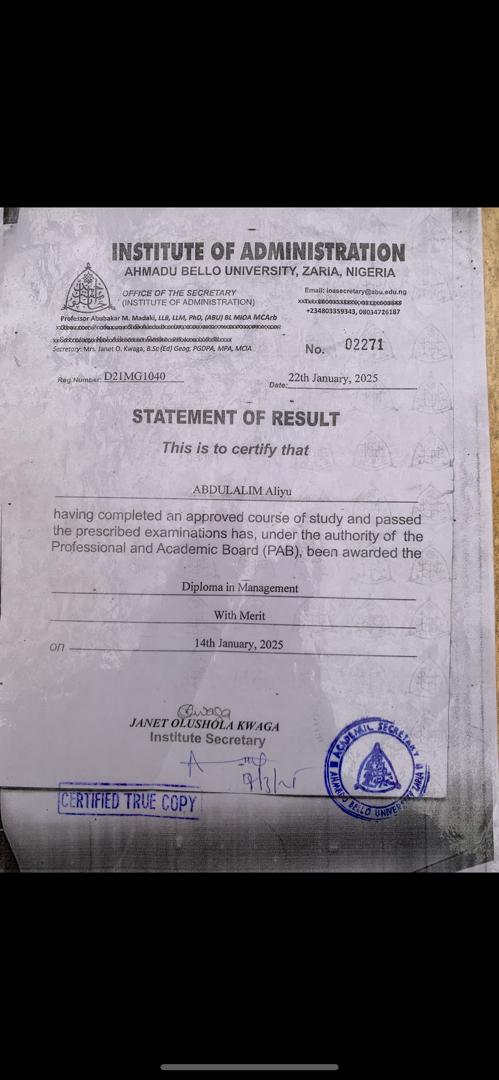 INSTITUTE OF ADMINISTRATION
AHMADU BELLO UNIVERSITY, ZARIA, NIGERIA
OFFICE OF THE SECRETARY
(INSTITUTE OF ADMINISTRATION)
Email: ioasecretary@abu.edu.ng
+234803359343, 08034726187
Professor Abubakar M. Madaki, LLB, LLM, PhD, (ABU) BL MIOA MCArb
Secretary: Mrs. Janet O. Kwaga, B.Sc (Ed) Geog, PGDPA, MPA, MCIA
No. 02271
Reg.Number: D21MG1040
Date: 22th January, 2025
STATEMENT OF RESULT
This is to certify that
ABDULALIM Aliyu
having completed an approved course of study and passed
the prescribed examinations has, under the authority of the
Professional and Academic Board (PAB), been awarded the
Diploma in Management
With Merit
on 14th January, 2025
JANET OLUSHOLA KWAGA
Institute Secretary
CERTIFIED TRUE COPY
ACADEMIC SECRETARY
AHMADU BELLO UNIVERSITY ZARIA